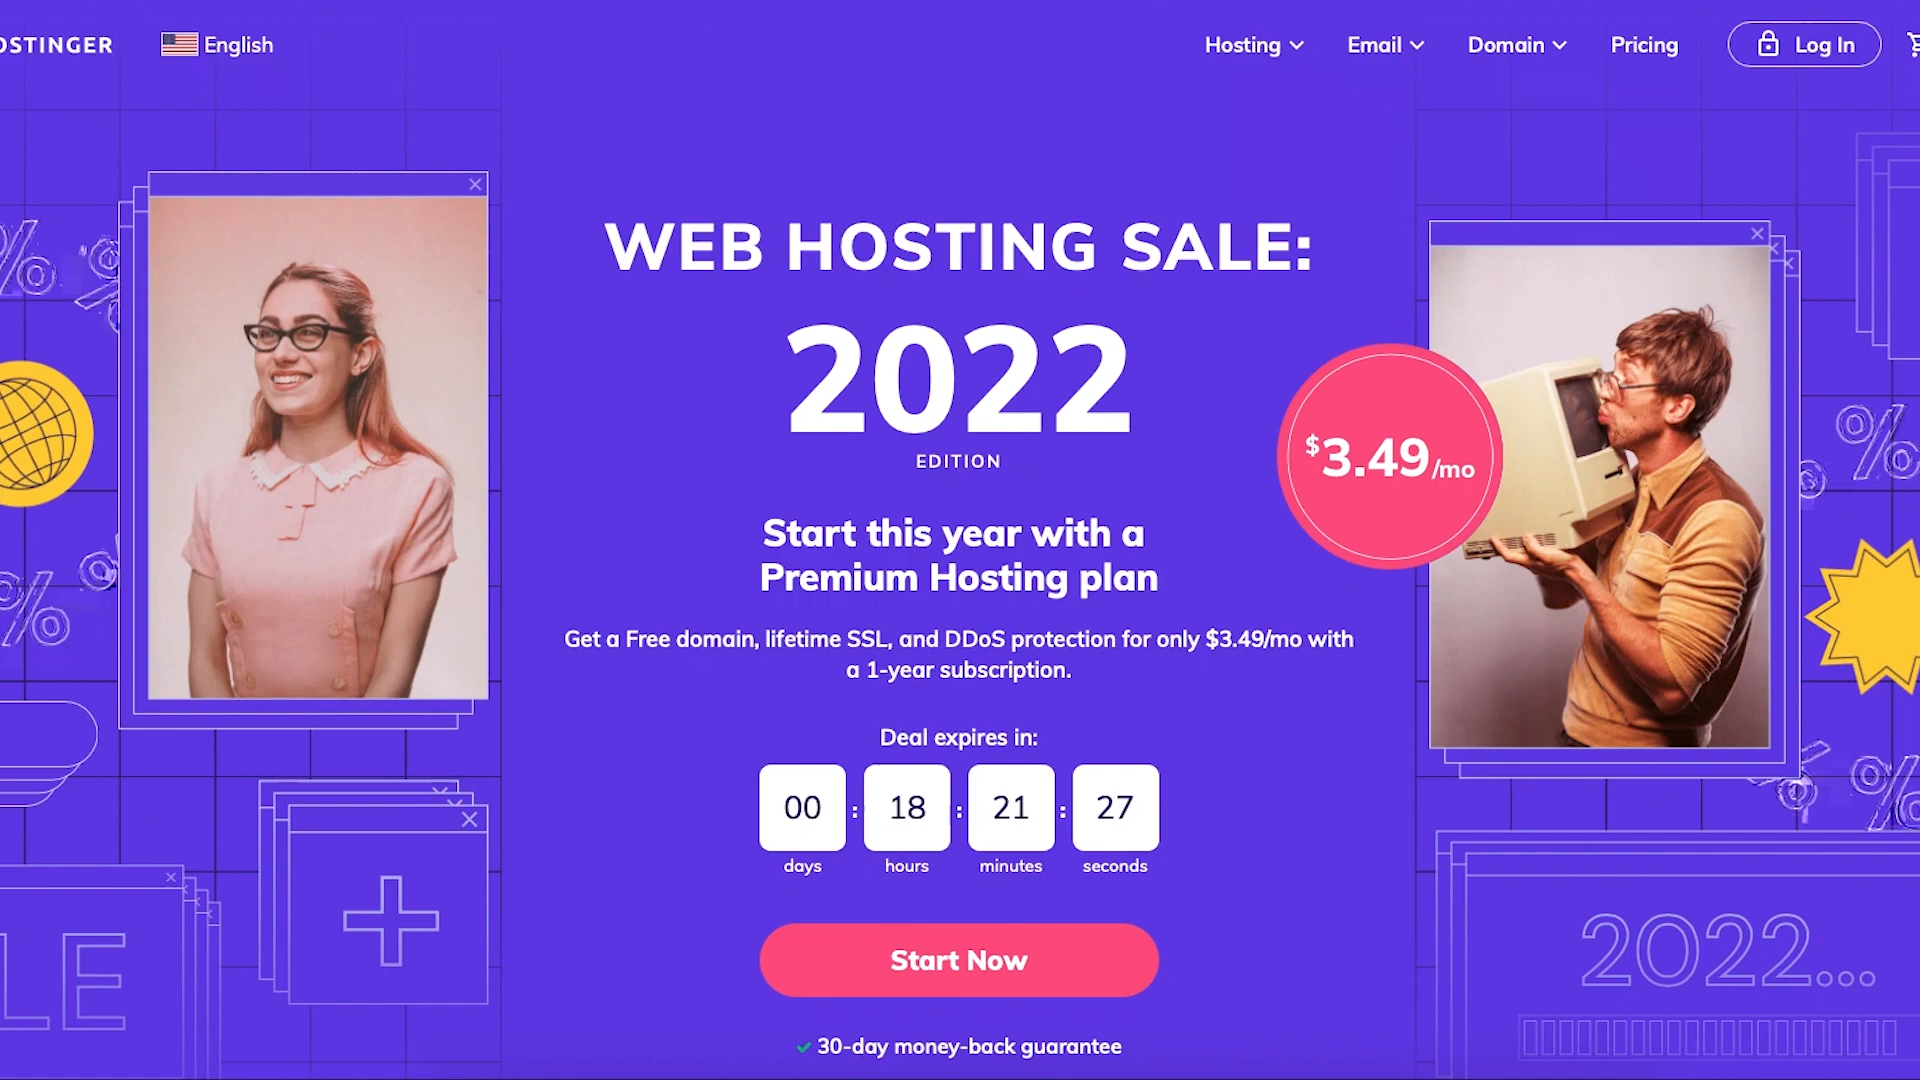 OSTINGER
English
Hosting
Email
Domain
Pricing
Log In
WEB HOSTING SALE:
2022
EDITION
$3.49/mo
Start this year with a
Premium Hosting plan
Get a Free domain, lifetime SSL, and DDoS protection for only $3.49/mo with
a 1-year subscription.
Deal expires in:
00 : 18 : 21 : 27
days hours minutes seconds
Start Now
30-day money-back guarantee
LE
2022...
% % % % %